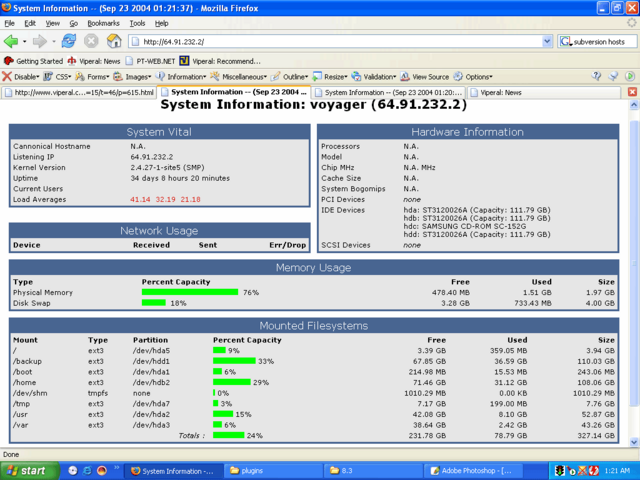 System Information -- (Sep 23 2004 01:21:37) - Mozilla Firefox
File Edit View Go Bookmarks Tools Help
http://64.91.232.2/ subversion hosts
Getting Started Viperal: News PT-WEB.NET Viperal: Recommend...
Disable CSS Forms Images Information Miscellaneous Outline Resize Validation View Source Options
http://www.viperal.c...=15/t=46/p=615.html System Information -- (Sep 23 2004 ... System Information -- (Sep 23 2004 01:20:... Viperal: News
System Information: voyager (64.91.232.2)
System Vital
Cannonical Hostname N.A.
Listening IP 64.91.232.2
Kernel Version 2.4.27-1-site5 (SMP)
Uptime 34 days 8 hours 20 minutes
Current Users
Load Averages 41.14 32.19 21.18
Hardware Information
Processors N.A.
Model N.A.
Chip MHz N.A. MHz
Cache Size N.A.
System Bogomips N.A.
PCI Devices none
IDE Devices hda: ST3120026A (Capacity: 111.79 GB)
hdb: ST3120026A (Capacity: 111.79 GB)
hdc: SAMSUNG CD-ROM SC-152G
hdd: ST3120026A (Capacity: 111.79 GB)
SCSI Devices none
Network Usage
Device Received Sent Err/Drop
Memory Usage
Type Percent Capacity Free Used Size
Physical Memory 76% 478.40 MB 1.51 GB 1.97 GB
Disk Swap 18% 3.28 GB 733.43 MB 4.00 GB
Mounted Filesystems
Mount Type Partition Percent Capacity Free Used Size
/ ext3 /dev/hda5 9% 3.39 GB 359.05 MB 3.94 GB
/backup ext3 /dev/hdd1 33% 67.85 GB 36.59 GB 110.03 GB
/boot ext3 /dev/hda1 6% 214.98 MB 15.53 MB 243.06 MB
/home ext3 /dev/hdb2 29% 71.46 GB 31.12 GB 108.06 GB
/dev/shm tmpfs none 0% 1010.29 MB 0.00 KB 1010.29 MB
/tmp ext3 /dev/hda7 3% 7.17 GB 199.00 MB 7.76 GB
/usr ext3 /dev/hda2 15% 42.08 GB 8.10 GB 52.87 GB
/var ext3 /dev/hda3 6% 38.64 GB 2.42 GB 43.26 GB
Totals : 24% 231.78 GB 78.79 GB 327.14 GB
Done
start System Information -... plugins 8.3 Adobe Photoshop - [... 1:21 AM